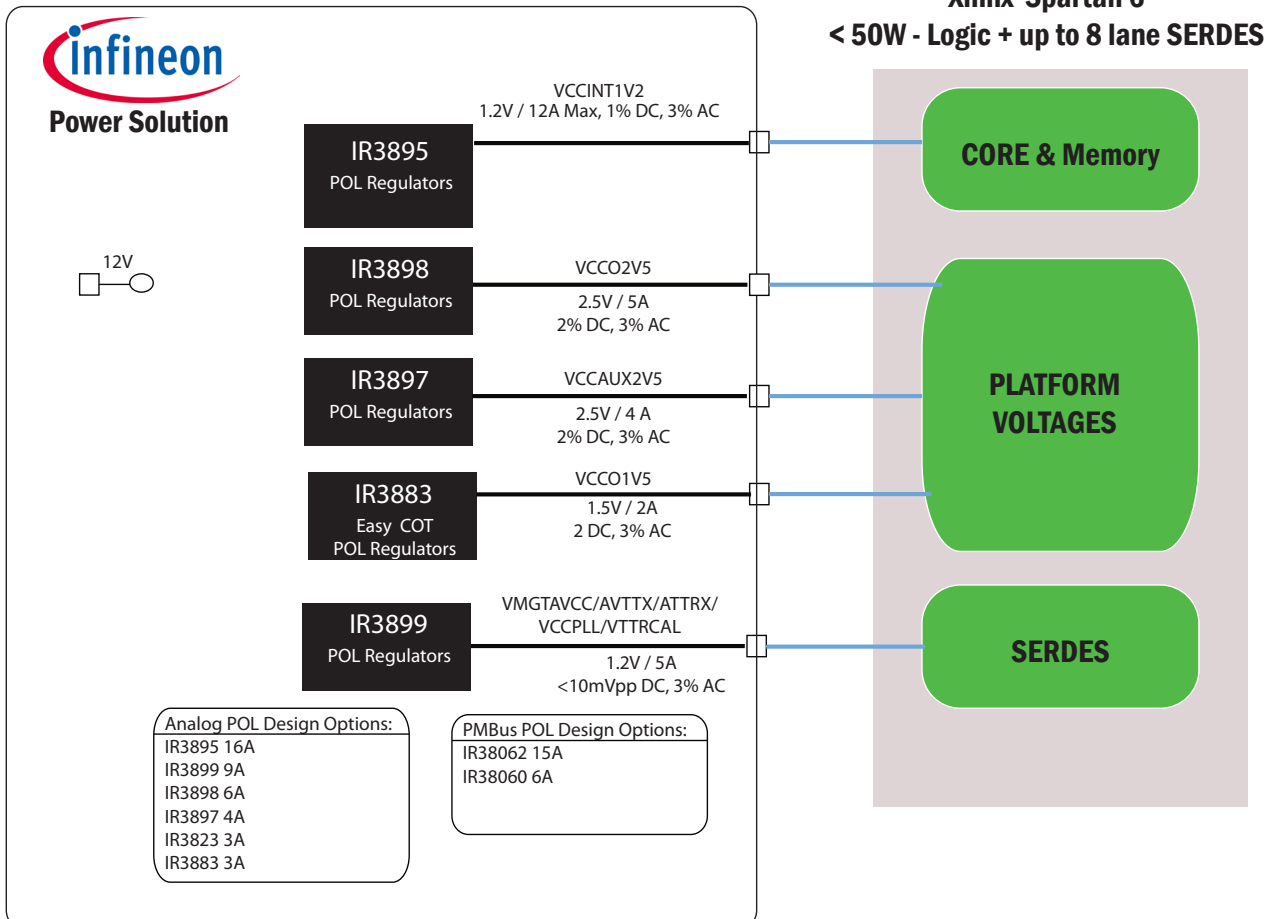 Xilinx Spartan 6
< 50W - Logic + up to 8 lane SERDES
infineon
Power Solution
VCCINT1V2
1.2V / 12A Max, 1% DC, 3% AC
IR3895
POL Regulators
CORE & Memory
12V
IR3898
POL Regulators
VCCO2V5
2.5V / 5A
2% DC, 3% AC
IR3897
POL Regulators
VCCAUX2V5
2.5V / 4 A
2% DC, 3% AC
PLATFORM
VOLTAGES
IR3883
Easy COT
POL Regulators
VCCO1V5
1.5V / 2A
2 DC, 3% AC
IR3899
POL Regulators
VMGTAVCC/AVTTX/ATTRX/
VCCPLL/VTTRCAL
1.2V / 5A
<10mVpp DC, 3% AC
SERDES
Analog POL Design Options:
IR3895 16A
IR3899 9A
IR3898 6A
IR3897 4A
IR3823 3A
IR3883 3A
PMBus POL Design Options:
IR38062 15A
IR38060 6A